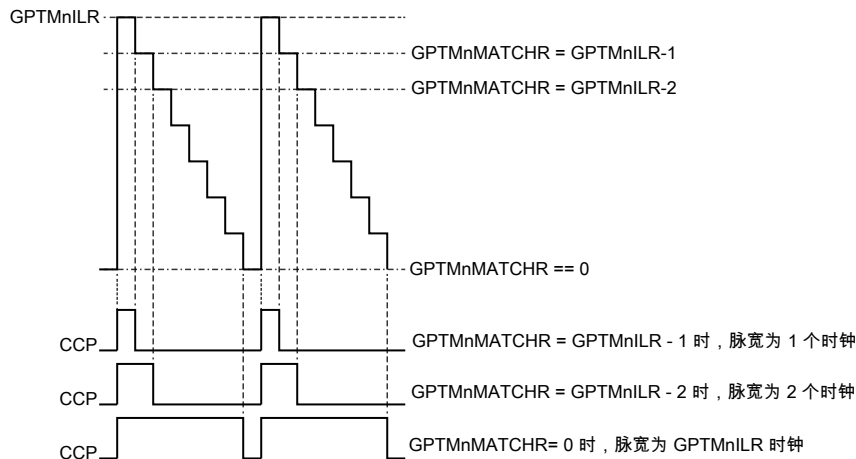 GPTMnILR
GPTMnMATCHR = GPTMnILR-1
GPTMnMATCHR = GPTMnILR-2
GPTMnMATCHR == 0
CCP
GPTMnMATCHR = GPTMnILR - 1 时，脉宽为 1 个时钟
CCP
GPTMnMATCHR = GPTMnILR - 2 时，脉宽为 2 个时钟
CCP
GPTMnMATCHR= 0 时，脉宽为 GPTMnILR 时钟